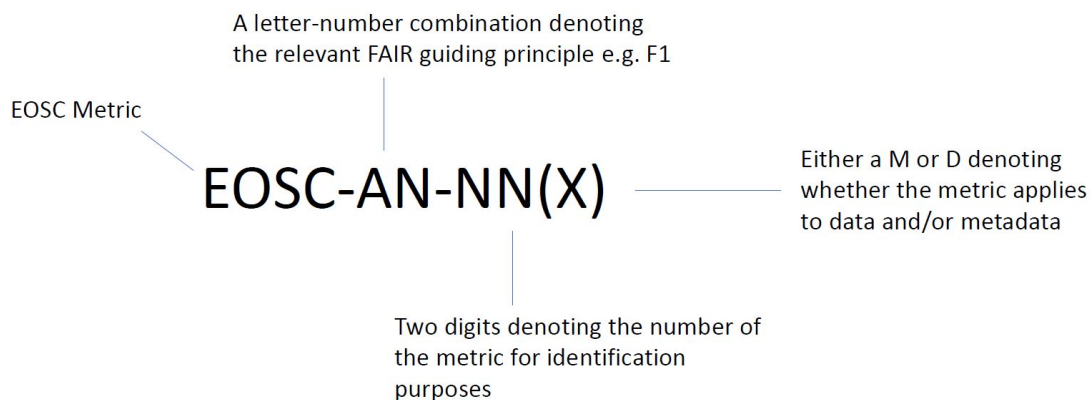 A letter-number combination denoting
the relevant FAIR guiding principle e.g. F1
EOSC Metric
EOSC-AN-NN(X)
Either a M or D denoting
whether the metric applies
to data and/or metadata
Two digits denoting the number of
the metric for identification
purposes